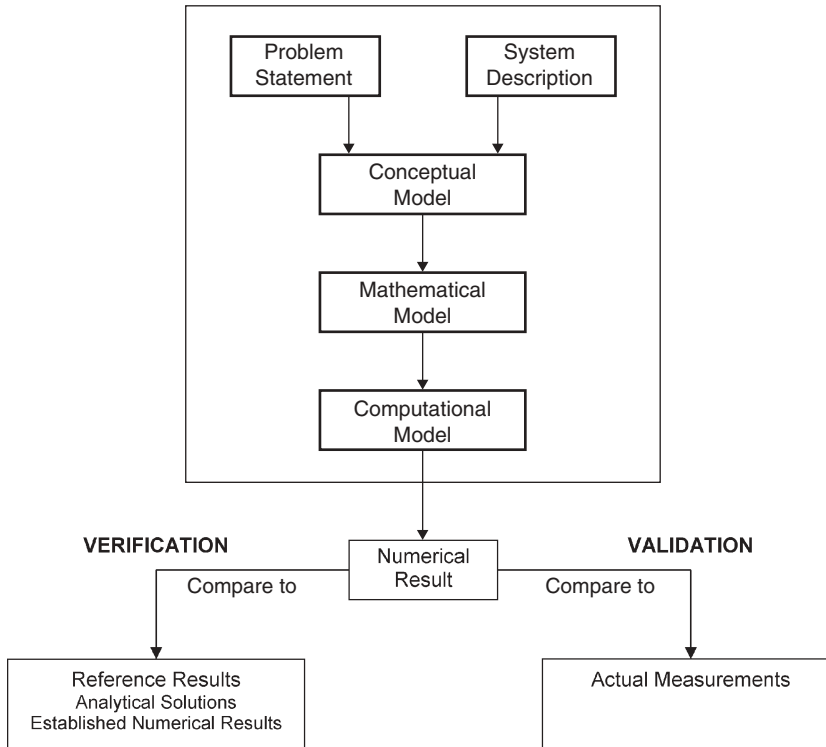 Problem
Statement
System
Description
Conceptual
Model
Mathematical
Model
Computational
Model
VERIFICATION
Numerical
Result
VALIDATION
Compare to
Compare to
Reference Results
Analytical Solutions
Established Numerical Results
Actual Measurements